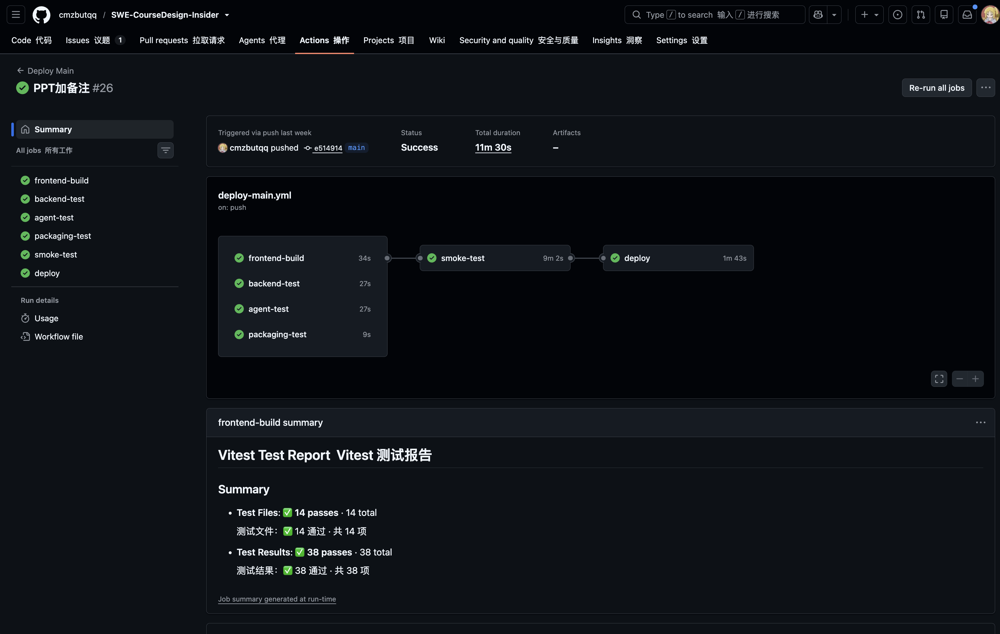 cmzbutqq / SWE-CourseDesign-Insider
Type / to search 输入 / 进行搜索
Code 代码
Issues 议题 1
Pull requests 拉取请求
Agents 代理
Actions 操作
Projects 项目
Wiki
Security and quality 安全与质量
Insights 洞察
Settings 设置
Deploy Main
PPT加备注 #26
Re-run all jobs
Summary
All jobs 所有工作
frontend-build
backend-test
agent-test
packaging-test
smoke-test
deploy
Run details
Usage
Workflow file
Triggered via push last week
cmzbutqq pushed e514914 main
Status
Success
Total duration
11m 30s
Artifacts
–
deploy-main.yml
on: push
frontend-build 34s
backend-test 27s
agent-test 27s
packaging-test 9s
smoke-test 9m 2s
deploy 1m 43s
frontend-build summary
Vitest Test Report Vitest 测试报告
Summary
• Test Files: ✅ 14 passes · 14 total
测试文件：✅ 14 通过 · 共 14 项
• Test Results: ✅ 38 passes · 38 total
测试结果：✅ 38 通过 · 共 38 项
Job summary generated at run-time